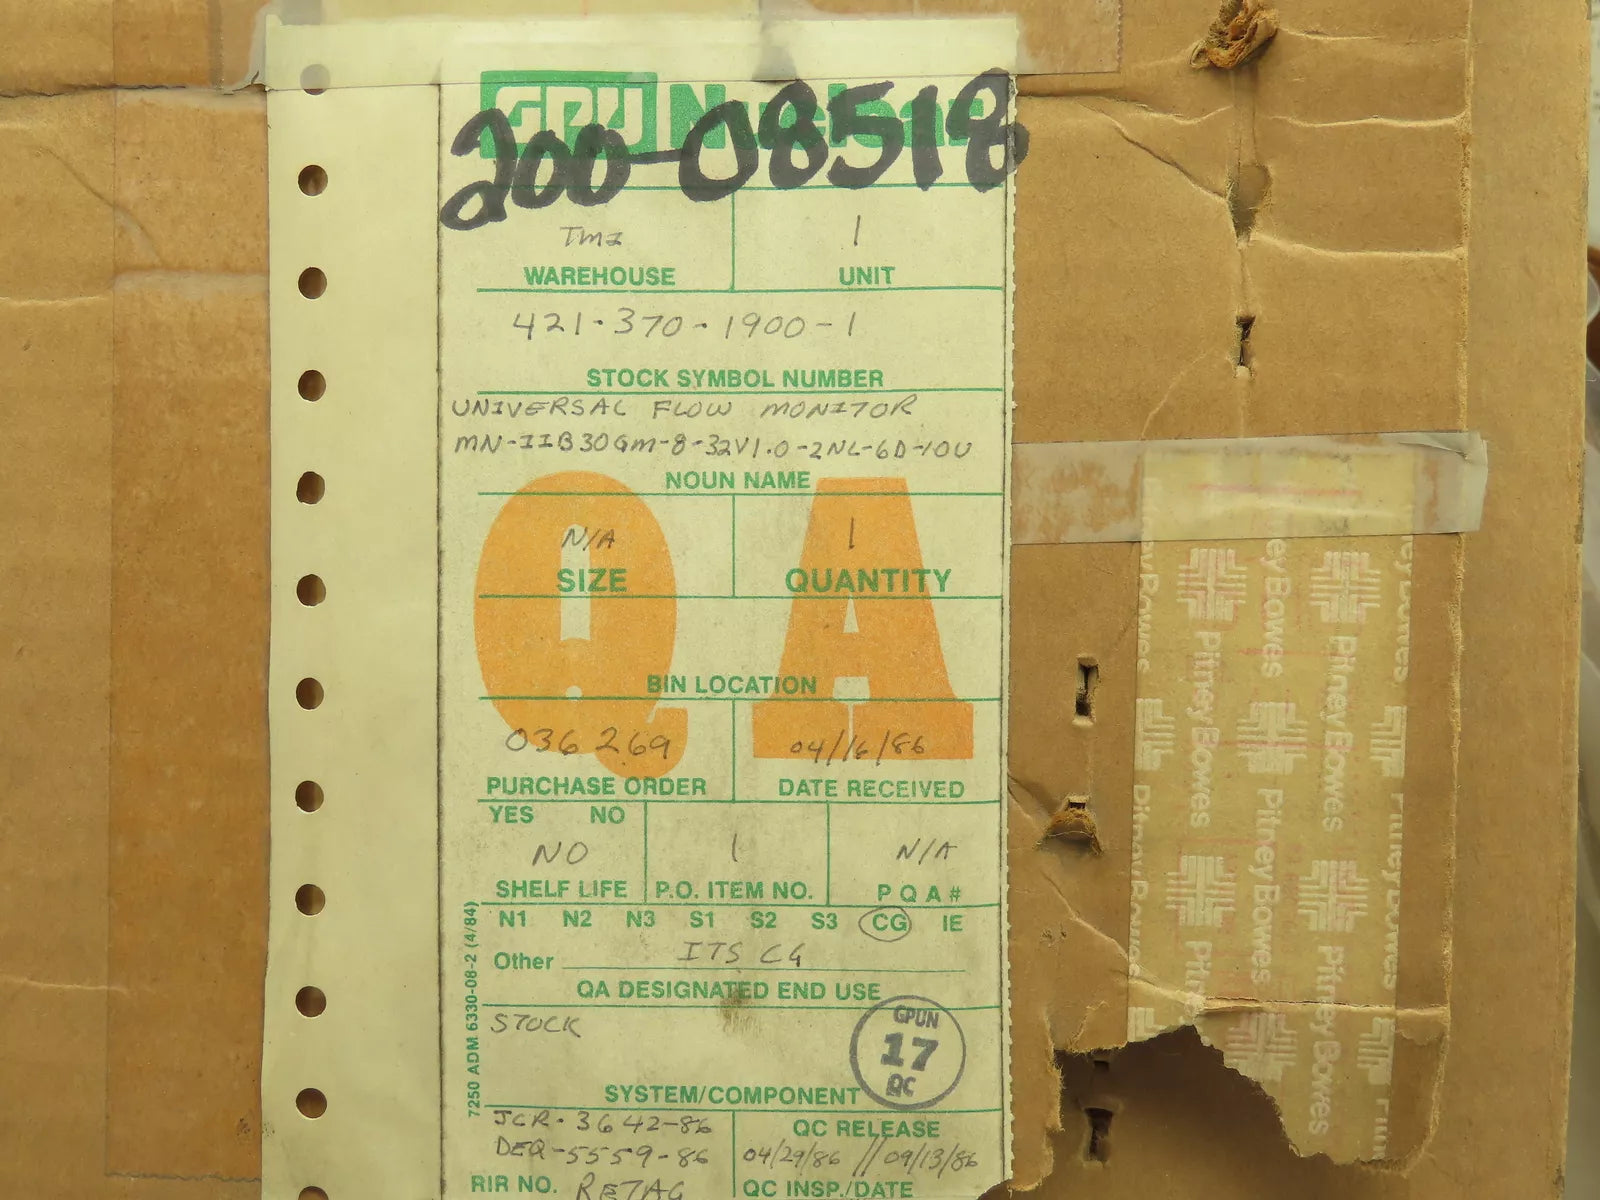 GPU Nuclear
200-08518
TMI 1
WAREHOUSE UNIT
421-370-1900-1
STOCK SYMBOL NUMBER
UNIVERSAL FLOW MONITOR
MN-IIB30GM-8-32V1.0-2NL-6D-10U
NOUN NAME
QA
N/A 1
SIZE QUANTITY
BIN LOCATION
036269 04/16/86
PURCHASE ORDER DATE RECEIVED
YES NO
NO 1 N/A
SHELF LIFE P.O. ITEM NO. PQA#
N1 N2 N3 S1 S2 S3 CG IE
Other ITS CG
QA DESIGNATED END USE
STOCK
GPUN
17
QC
SYSTEM/COMPONENT
JCR-3642-86 QC RELEASE
DEQ-5559-86 04/29/86 // 09/13/86
RIR NO. RETAG QC INSP./DATE
7250 ADM 6330-08-2 (4/84)
Pitney Bowes
Pitney Bowes
Pitney Bowes
Pitney Bowes